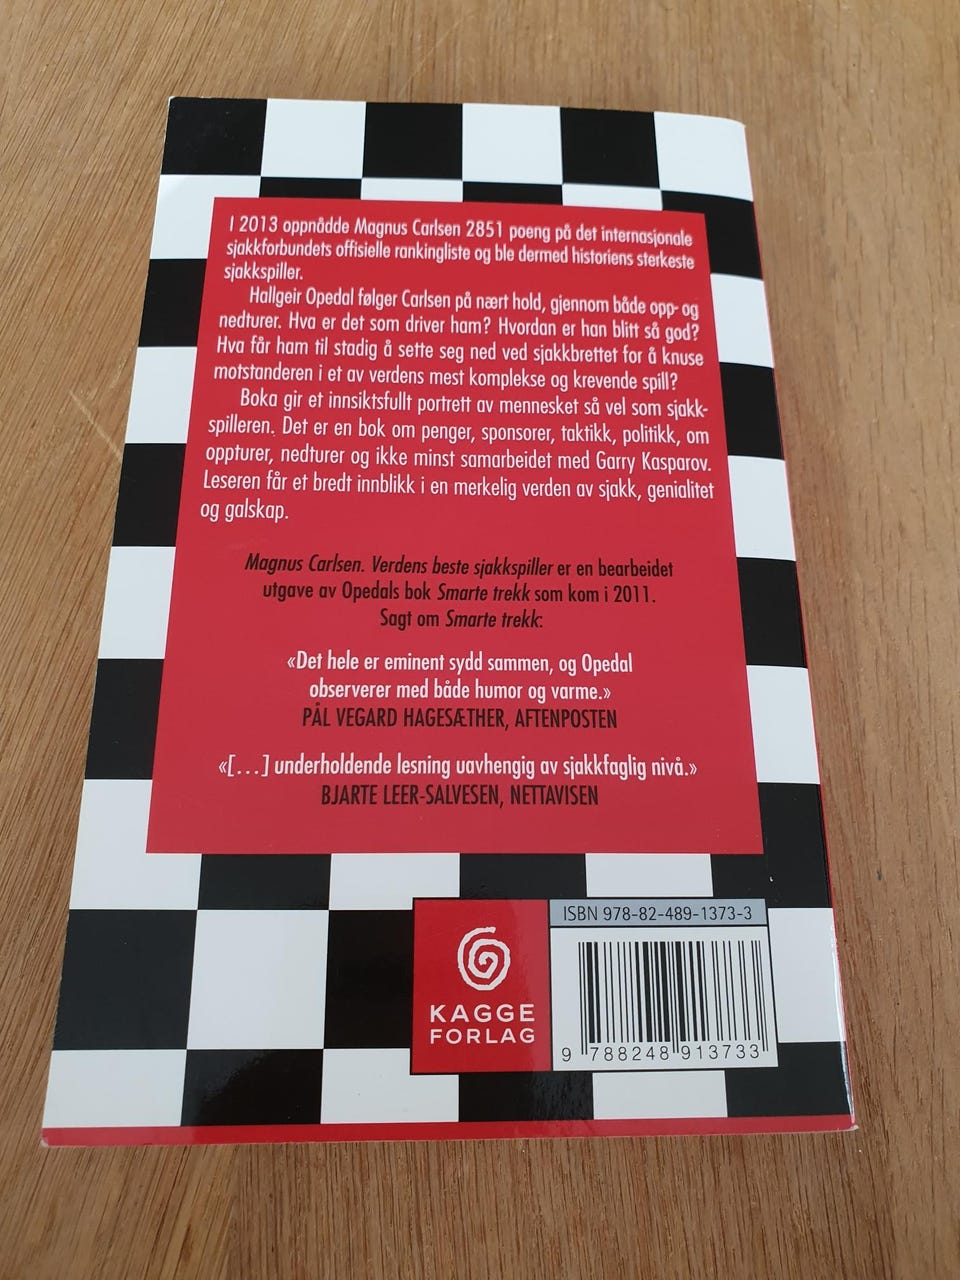 I 2013 oppnådde Magnus Carlsen 2851 poeng på det internasjonale
sjakkforbundets offisielle rankingliste og ble dermed historiens sterkeste
sjakkspiller.
Hallgeir Opedal følger Carlsen på nært hold, gjennom både opp- og
nedturer. Hva er det som driver ham? Hvordan er han blitt så god?
Hva får ham til stadig å sette seg ned ved sjakkbrettet for å knuse
motstanderen i et av verdens mest komplekse og krevende spill?
Boka gir et innsiktsfullt portrett av mennesket så vel som sjakk-
spilleren. Det er en bok om penger, sponsorer, taktikk, politikk, om
oppturer, nedturer og ikke minst samarbeidet med Garry Kasparov.
Leseren får et bredt innblikk i en merkelig verden av sjakk, genialitet
og galskap.
Magnus Carlsen. Verdens beste sjakkspiller er en bearbeidet
utgave av Opedals bok Smarte trekk som kom i 2011.
Sagt om Smarte trekk:
«Det hele er eminent sydd sammen, og Opedal
observerer med både humor og varme.»
PÅL VEGARD HAGESÆTHER, AFTENPOSTEN
«[...] underholdende lesning uavhengig av sjakkfaglig nivå.»
BJARTE LEER-SALVESEN, NETTAVISEN
ISBN 978-82-489-1373-3
KAGGE
FORLAG
9 788248 913733